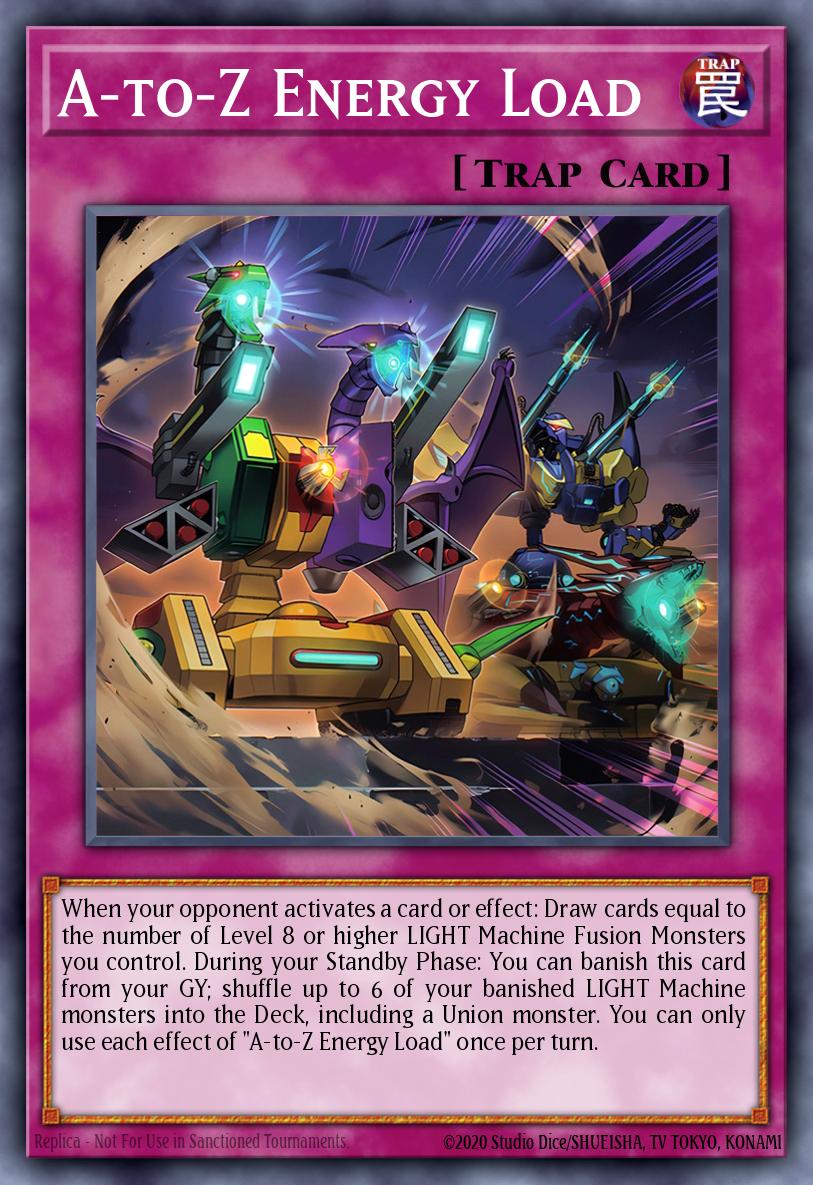 A-to-Z Energy Load
TRAP
罠
[Trap Card]
When your opponent activates a card or effect: Draw cards equal to
the number of Level 8 or higher LIGHT Machine Fusion Monsters
you control. During your Standby Phase: You can banish this card
from your GY; shuffle up to 6 of your banished LIGHT Machine
monsters into the Deck, including a Union monster. You can only
use each effect of "A-to-Z Energy Load" once per turn.
Replica - Not For Use in Sanctioned Tournaments.
©2020 Studio Dice/SHUEISHA, TV TOKYO, KONAMI